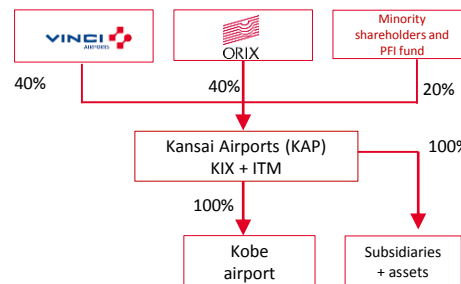 VINCI
AIRPORTS
ORIX
Minority
shareholders and
PFI fund
40%
40%
20%
Kansai Airports (KAP)
KIX + ITM
100%
100%
Kobe
airport
Subsidiaries
+ assets